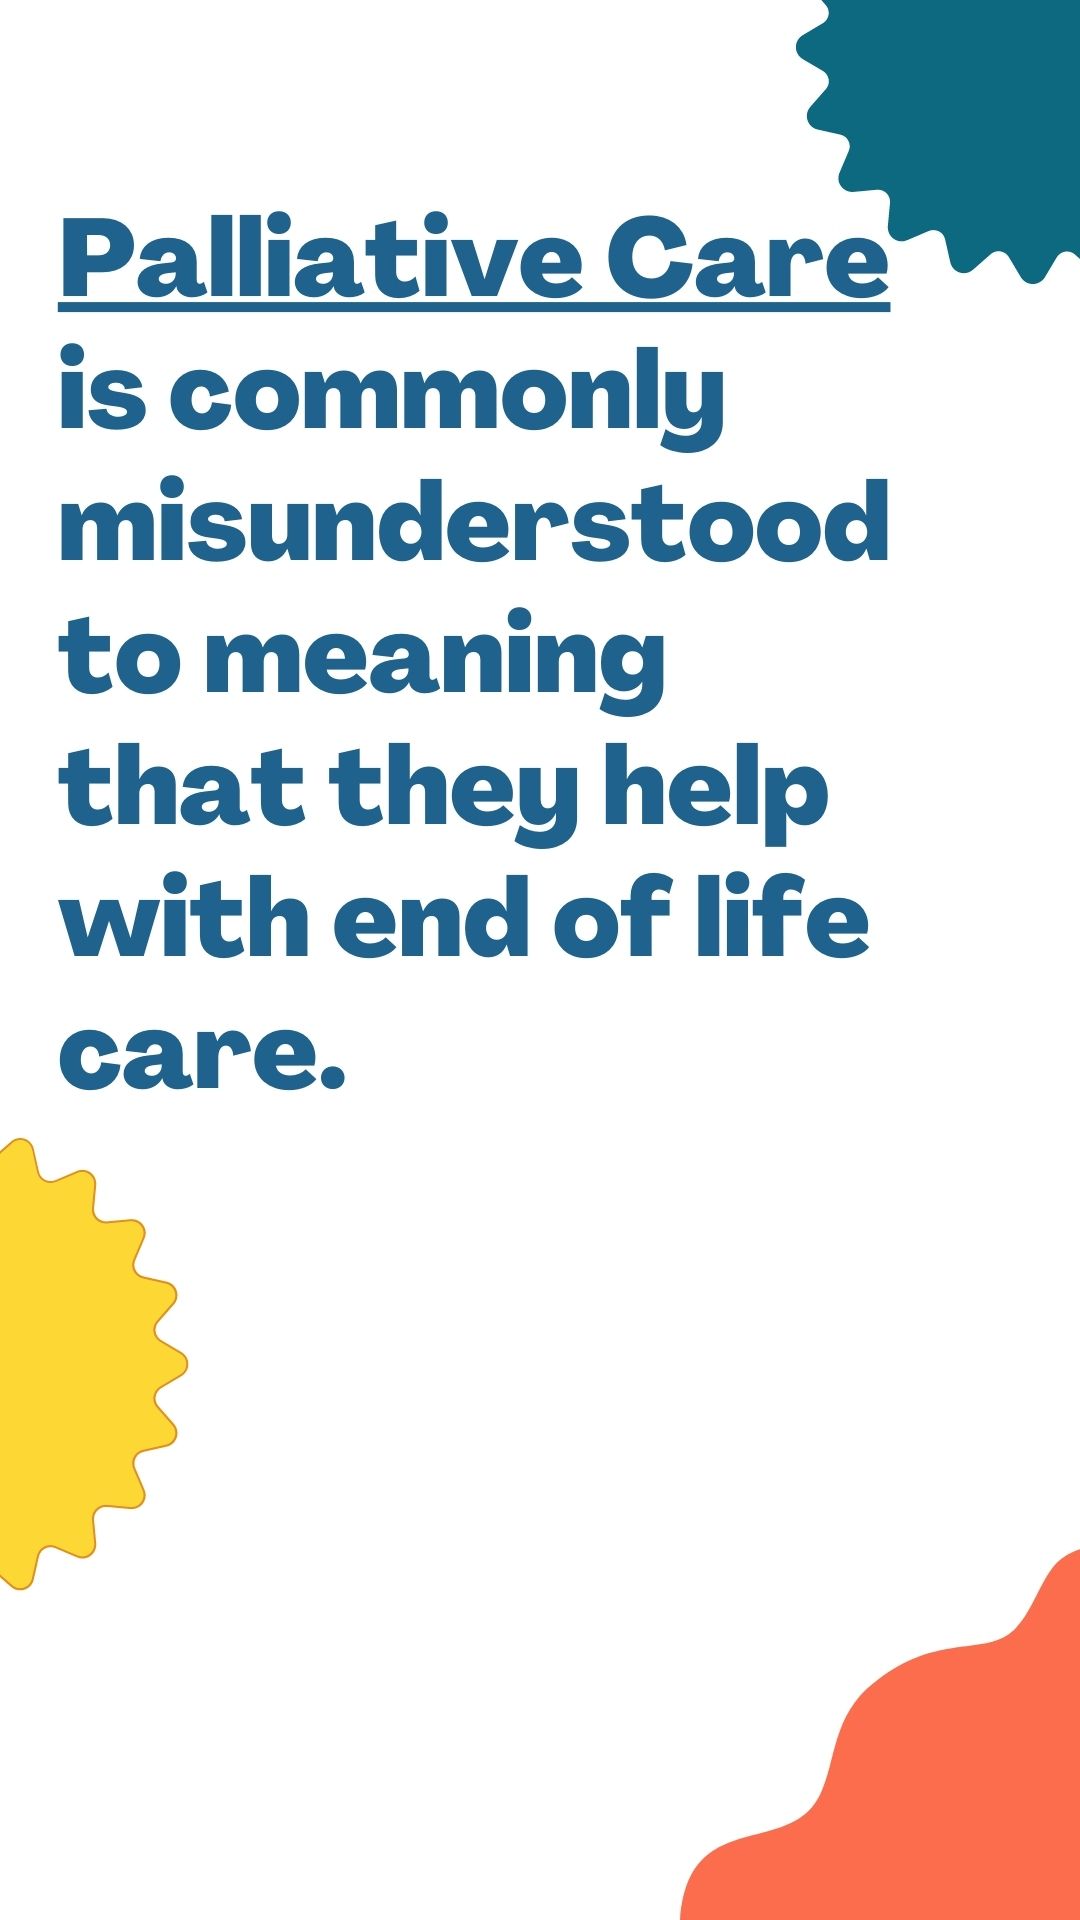 Palliative Care
is commonly
misunderstood
to meaning
that they help
with end of life
care.